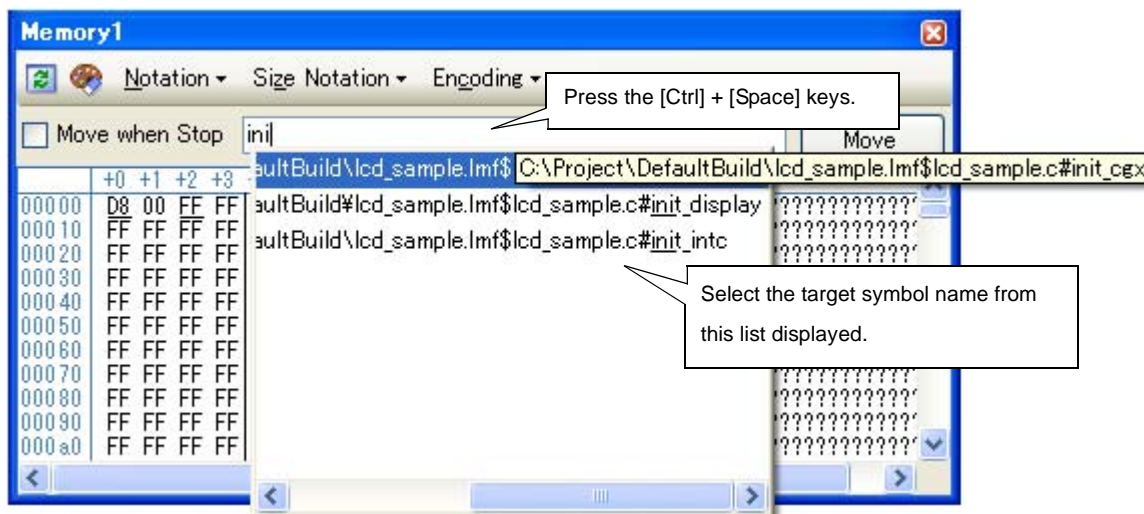 Memory1
Notation Size Notation Encoding
Press the [Ctrl] + [Space] keys.
Move when Stop ini Move
aultBuild\lcd_sample.lmf$ C:\Project\DefaultBuild\lcd_sample.lmf$lcd_sample.c#init_cgx
+0 +1 +2 +3
00000 D8 00 FF FF aultBuild¥lcd_sample.lmf$lcd_sample.c#init_display ????????????
00010 FF FF FF FF ????????????
00020 FF FF FF FF aultBuild\lcd_sample.lmf$lcd_sample.c#init_intc ????????????
00030 FF FF FF FF
00040 FF FF FF FF
Select the target symbol name from
this list displayed.
00050 FF FF FF FF
00060 FF FF FF FF
00070 FF FF FF FF ????????????
00080 FF FF FF FF ????????????
00090 FF FF FF FF ????????????
000a0 FF FF FF FF ????????????